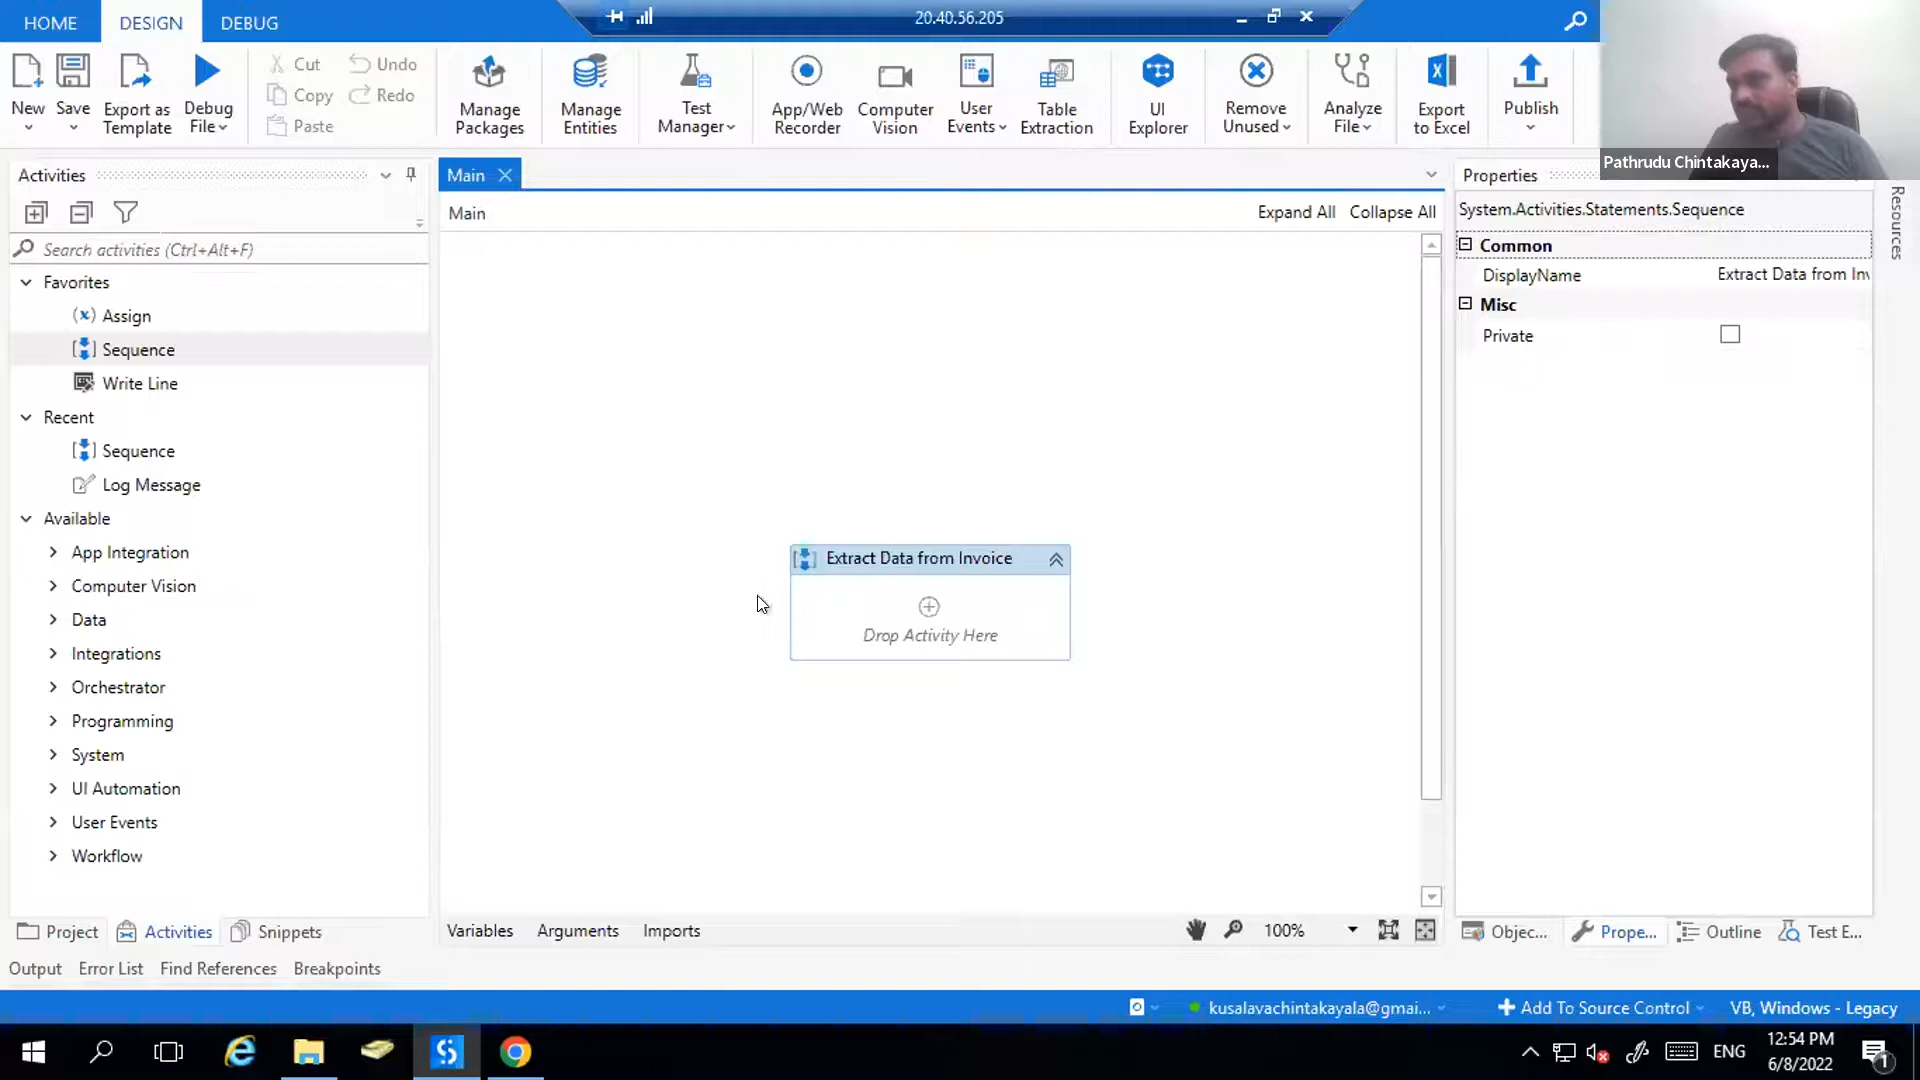 HOME
DESIGN
DEBUG
20.40.56.205
New
Save
Export as
Template
Debug
File
Cut
Copy
Paste
Undo
Redo
Manage
Packages
Manage
Entities
Test
Manager
App/Web
Recorder
Computer
Vision
User
Events
Table
Extraction
UI
Explorer
Remove
Unused
Analyze
File
Export
to Excel
Publish
Pathrudu Chintakaya...
Activities
Search activities (Ctrl+Alt+F)
Favorites
Assign
Sequence
Write Line
Recent
Sequence
Log Message
Available
App Integration
Computer Vision
Data
Integrations
Orchestrator
Programming
System
UI Automation
User Events
Workflow
Project
Activities
Snippets
Main
Main
Expand All
Collapse All
Extract Data from Invoice
Drop Activity Here
Variables
Arguments
Imports
100%
Properties
System.Activities.Statements.Sequence
Common
DisplayName
Extract Data from Inv
Misc
Private
Resources
Objec...
Prope...
Outline
Test E...
Output
Error List
Find References
Breakpoints
kusalavachintakayala@gmai...
Add To Source Control
VB, Windows - Legacy
ENG
12:54 PM
6/8/2022
1